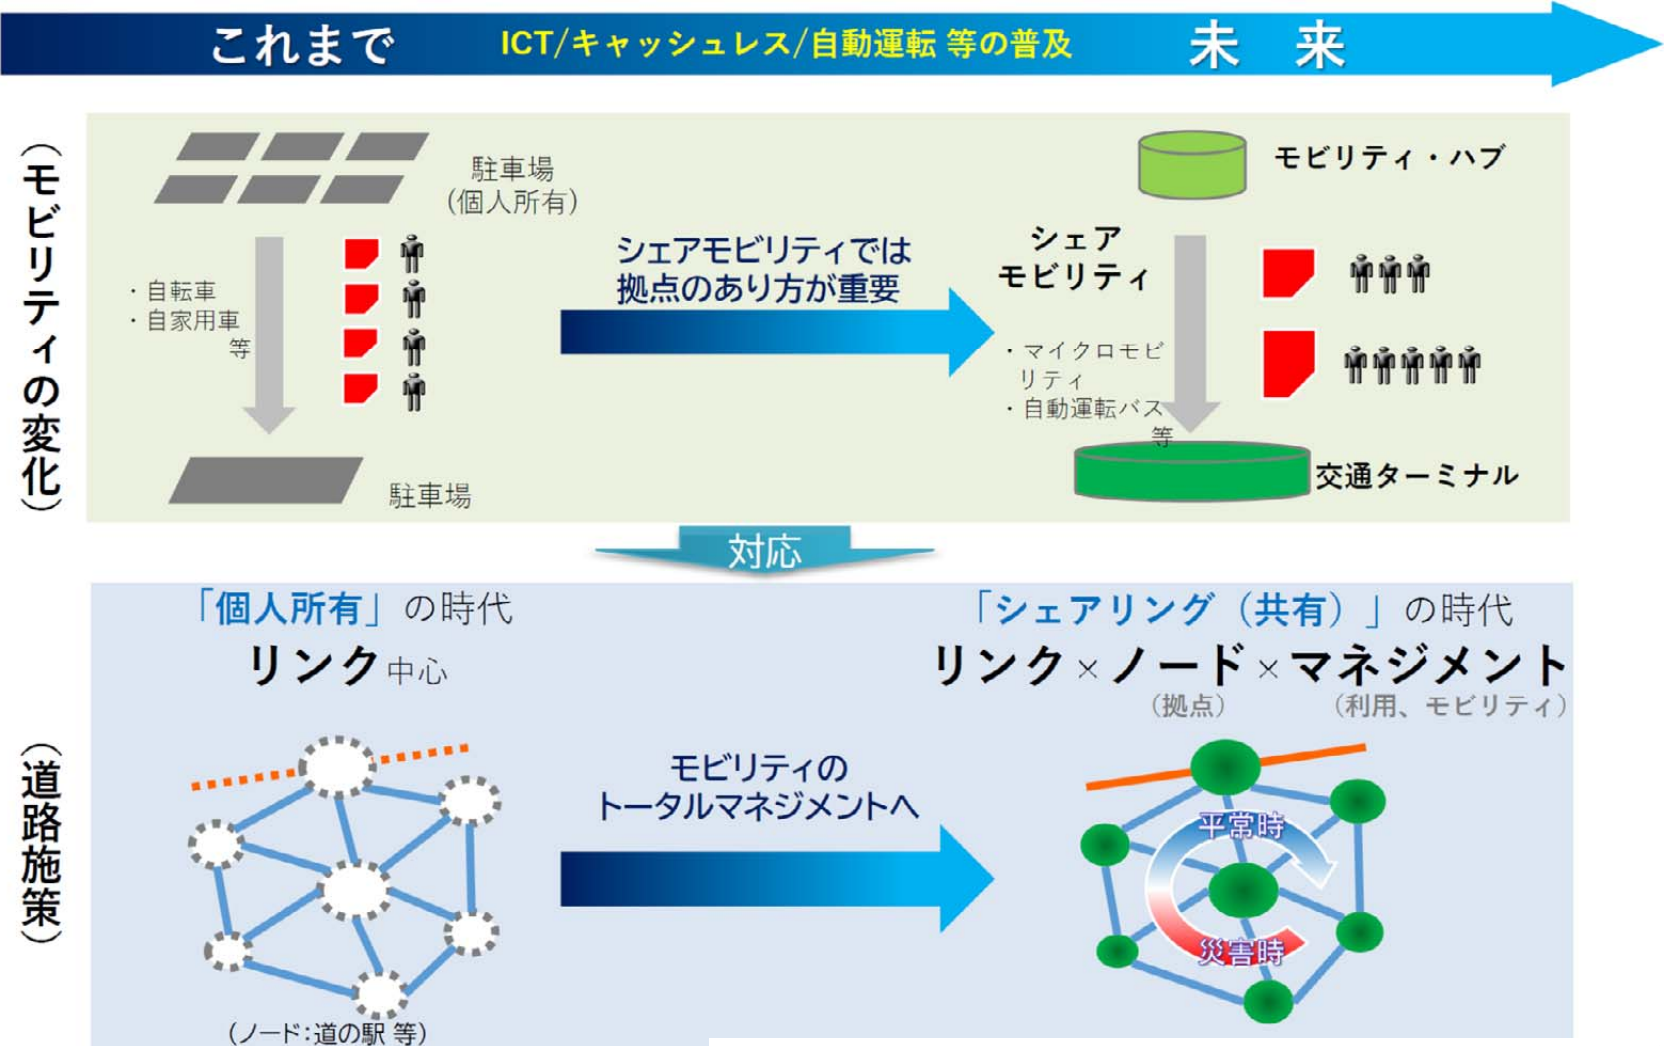 これまで
ICT/キャッシュレス/自動運転 等の普及
未 来
（モビリティの変化）
駐車場
(個人所有)
・自転車
・自家用車
等
駐車場
シェアモビリティでは
拠点のあり方が重要
モビリティ・ハブ
シェア
モビリティ
・マイクロモビ
リティ
・自動運転バス
等
交通ターミナル
対応
（道路施策）
「個人所有」の時代
リンク中心
（ノード：道の駅 等）
モビリティの
トータルマネジメントへ
「シェアリング（共有）」の時代
リンク×ノード×マネジメント
（拠点）
（利用、モビリティ）
平常時
災害時